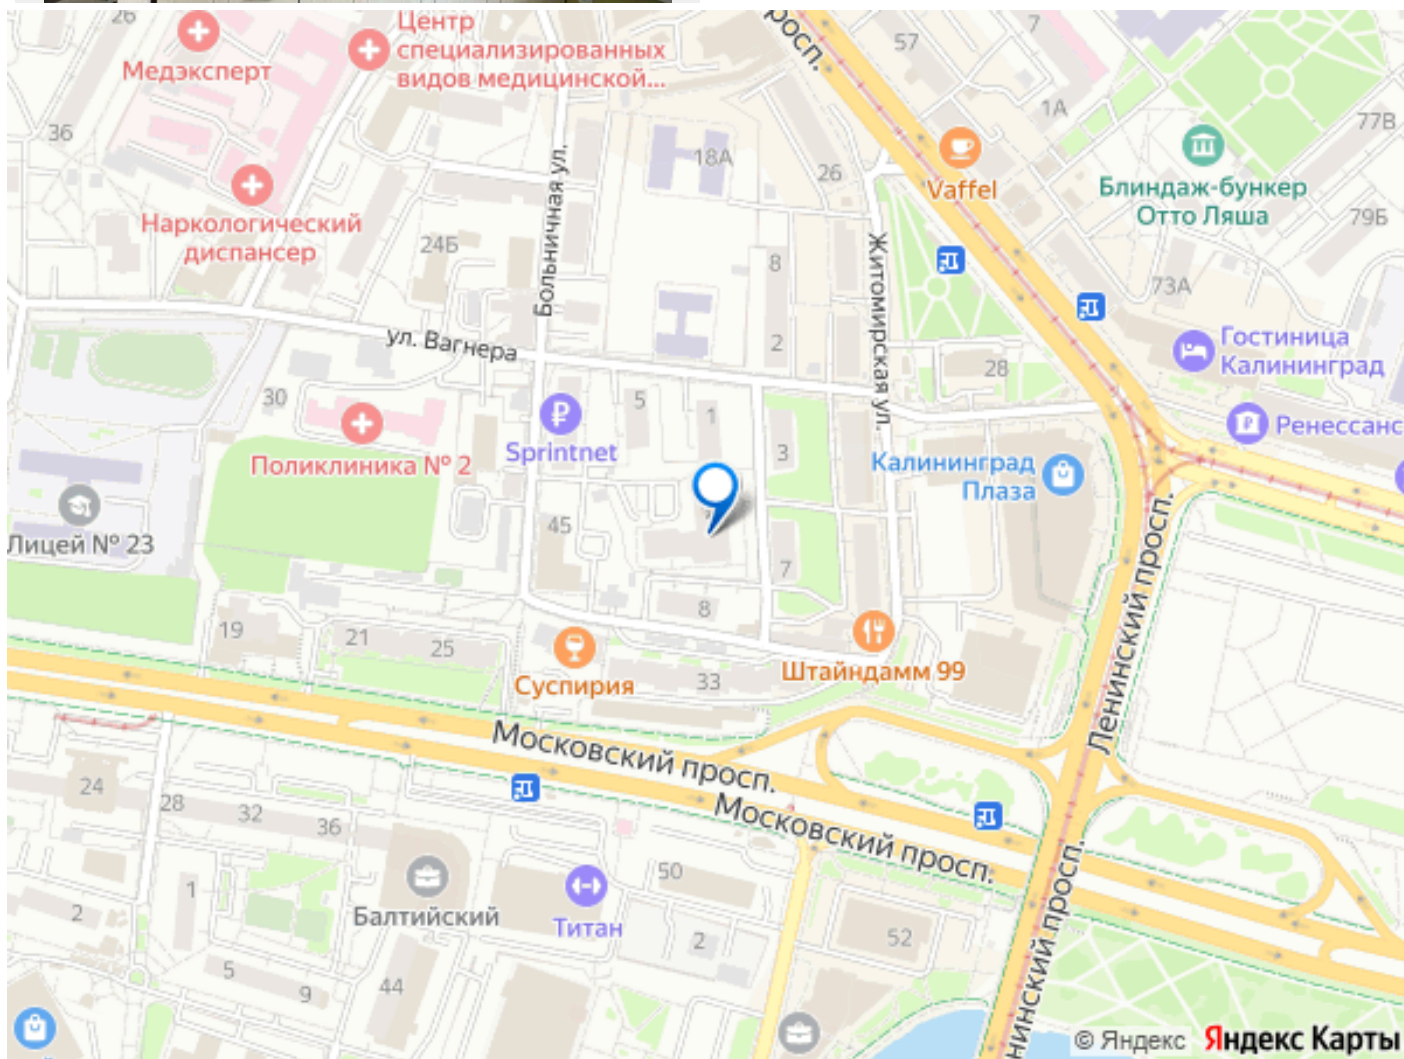 26
Центр
специализированных
видов медицинской...
просп.
57
7
1А
77В
Медэксперт
36
18А
26
Vaffel
Блиндаж-бункер
Отто Ляша
79Б
Наркологический
диспансер
24Б
Больничная ул.
8
Житомирская ул.
73А
ул. Вагнера
2
28
Гостиница
Калининград
30
5
1
Sprintnet
3
Ренессанс
Поликлиника № 2
Калининград
Плаза
Лицей № 23
45
7
8
Ленинский просп.
19
21
25
33
Суспирия
Штайндамм 99
Московский просп.
Московский просп.
24
28
32
36
50
1
2
Балтийский
Титан
2
52
5
9
44
нинский просп.
© Яндекс Яндекс Карты